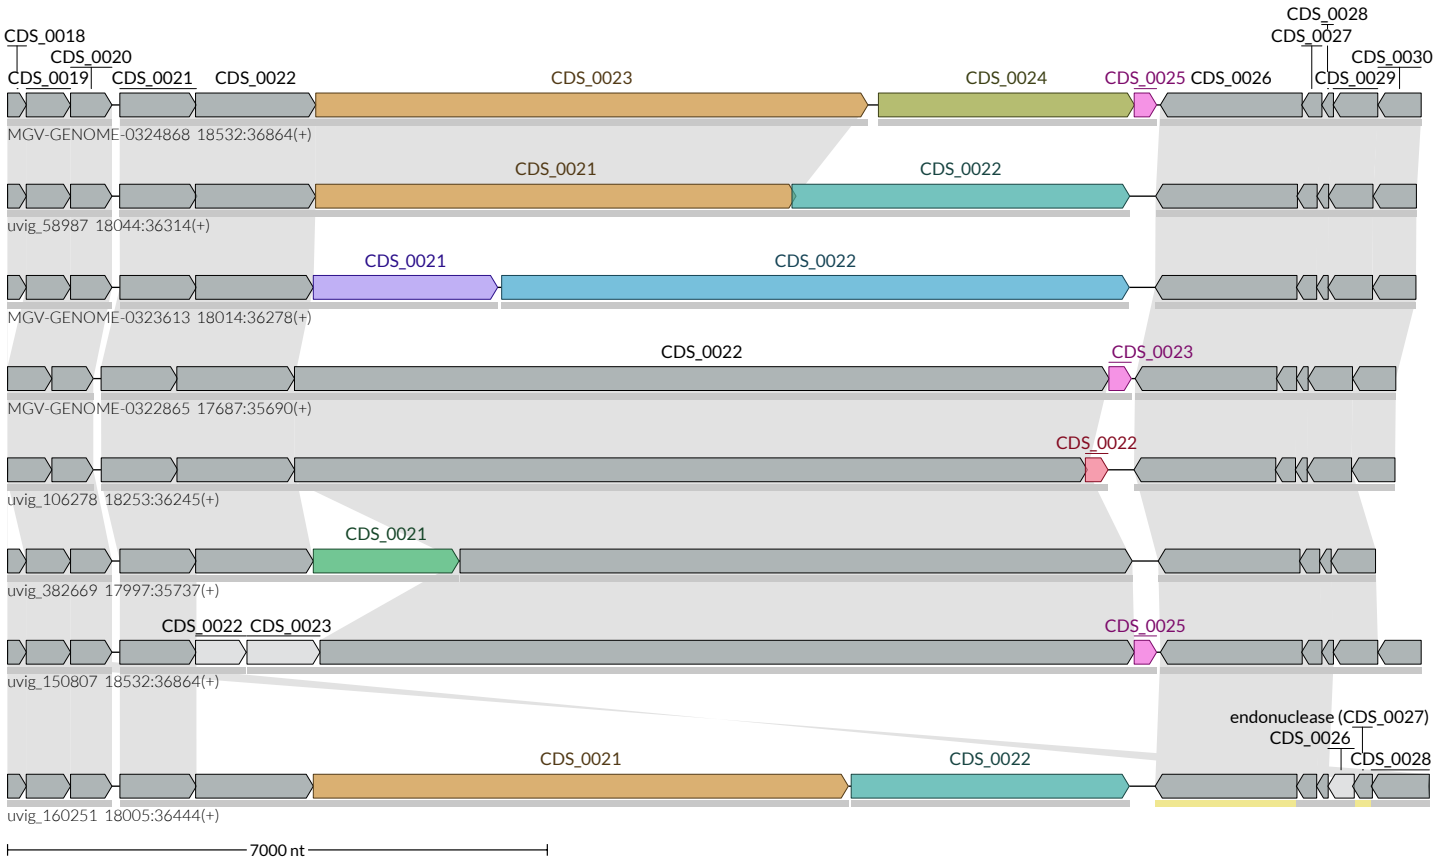 CDS_0028
CDS_0018 CDS_0027
CDS_0020 CDS_0030
CDS_0019 CDS_0021 CDS_0022 CDS_0023 CDS_0024 CDS_0025 CDS_0026 CDS_0029
MGV-GENOME-0324868 18532:36864(+)
CDS_0021 CDS_0022
uvig_58987 18044:36314(+)
CDS_0021 CDS_0022
MGV-GENOME-0323613 18014:36278(+)
CDS_0022 CDS_0023
MGV-GENOME-0322865 17687:35690(+)
CDS_0022
uvig_106278 18253:36245(+)
CDS_0021
uvig_382669 17997:35737(+)
CDS_0022 CDS_0023 CDS_0025
uvig_150807 18532:36864(+)
endonuclease (CDS_0027)
CDS_0026
CDS_0021 CDS_0022 CDS_0028
uvig_160251 18005:36444(+)
7000 nt